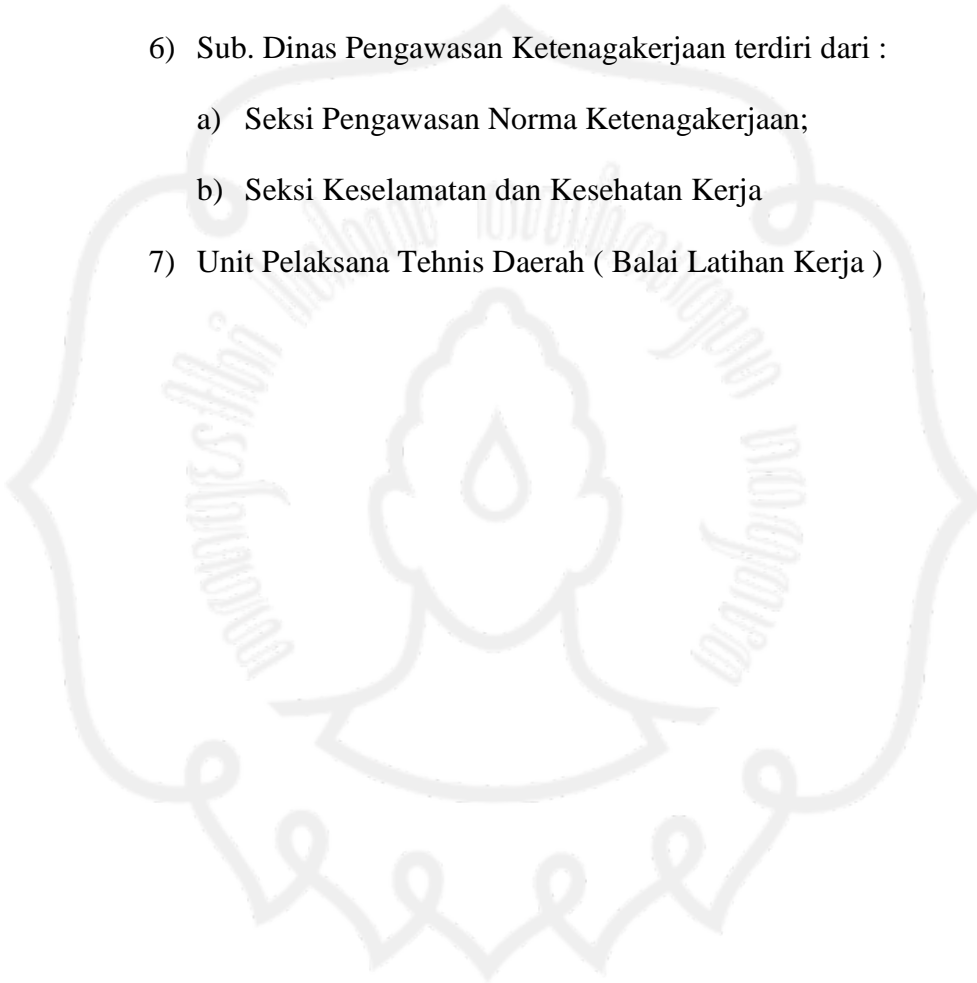 6) Sub. Dinas Pengawasan Ketenagakerjaan terdiri dari :
a) Seksi Pengawasan Norma Ketenagakerjaan;
b) Seksi Keselamatan dan Kesehatan Kerja
7) Unit Pelaksana Tehnis Daerah ( Balai Latihan Kerja )